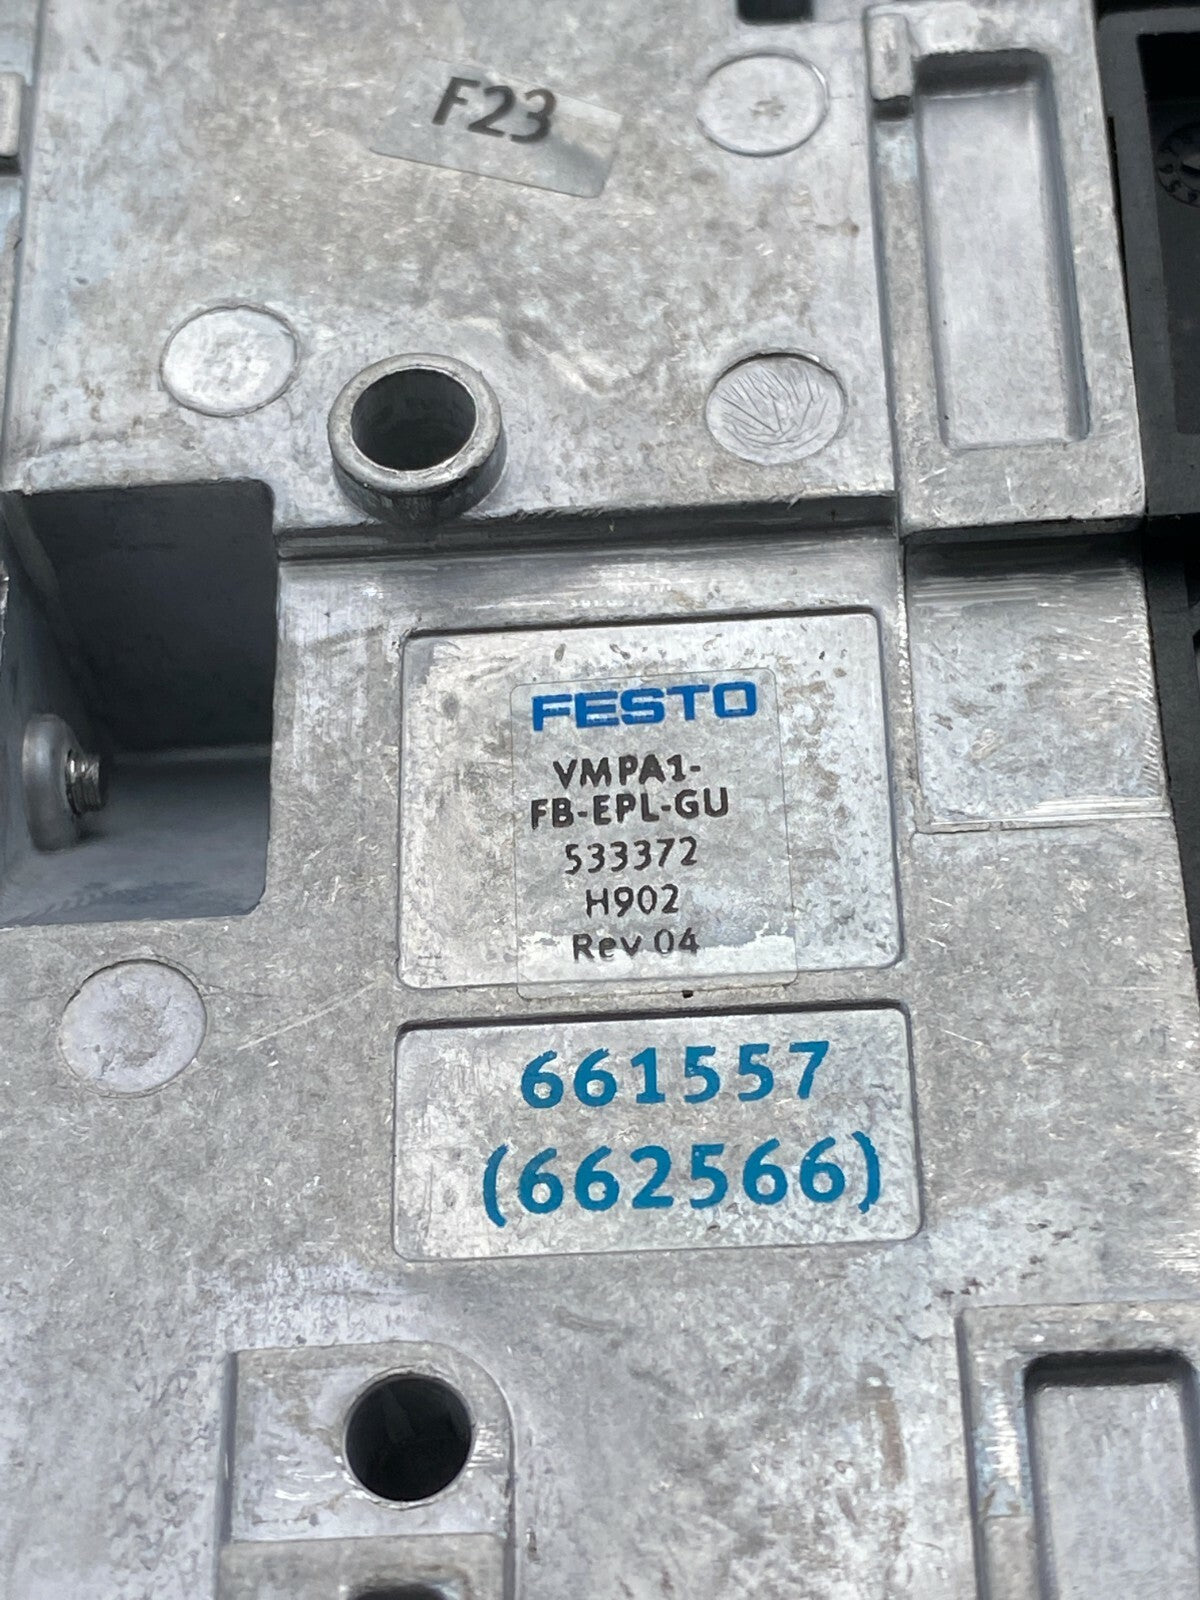 F23
FESTO
VMPA1-
FB-EPL-GU
533372
H902
Rev 04
661557
(662566)